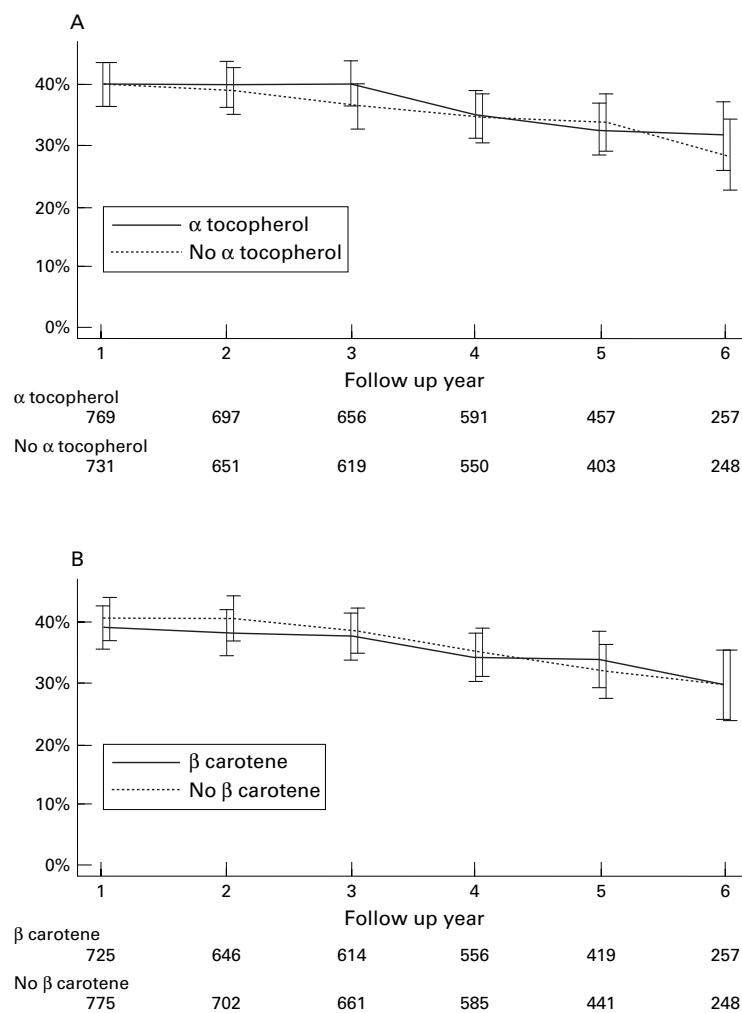 A
40%
30%
20%
10%
0%
α tocopherol
No α tocopherol
1 2 3 4 5 6
Follow up year
α tocopherol
769 697 656 591 457 257
No α tocopherol
731 651 619 550 403 248
B
40%
30%
20%
10%
0%
β carotene
No β carotene
1 2 3 4 5 6
Follow up year
β carotene
725 646 614 556 419 257
No β carotene
775 702 661 585 441 248